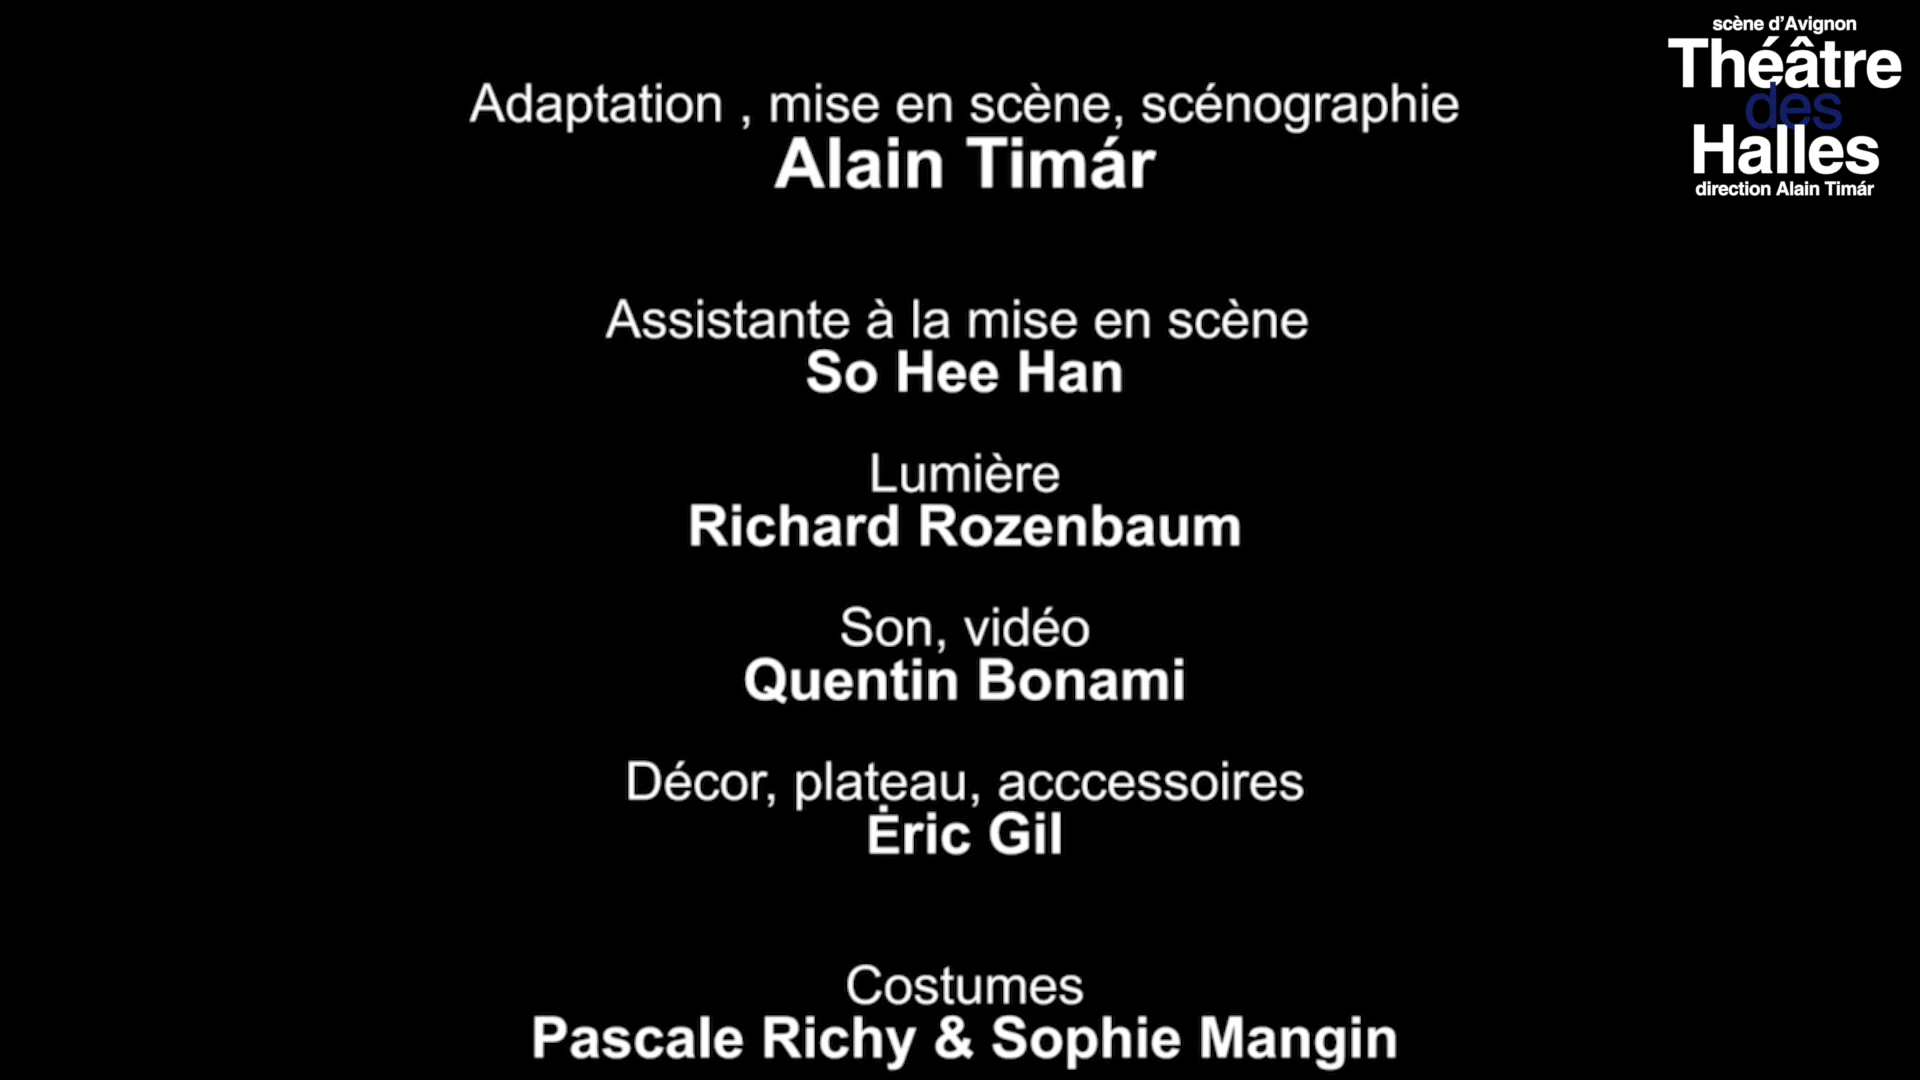 scène d'Avignon
Théâtre
des
Halles
direction Alain Timár
Adaptation , mise en scène, scénographie
Alain Timár
Assistante à la mise en scène
So Hee Han
Lumière
Richard Rozenbaum
Son, vidéo
Quentin Bonami
Décor, plateau, acccessoires
Éric Gil
Costumes
Pascale Richy & Sophie Mangin